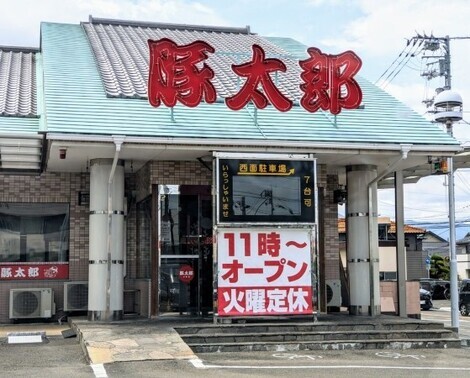 豚太郎
西面駐車場
いらっしゃいませ
7台可
11時～
オープン
火曜定休
豚太郎